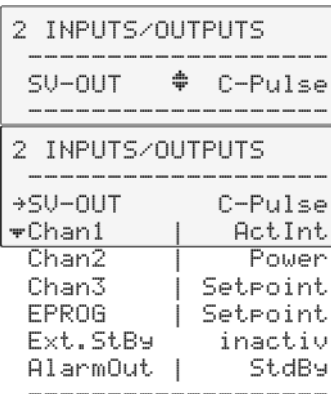 2 INPUTS/OUTPUTS
SV-OUT C-Pulse
2 INPUTS/OUTPUTS
→SV-OUT C-Pulse
▼Chan1 | ActInt
Chan2 | Power
Chan3 | Setpoint
EPROG | Setpoint
Ext.StBy inactiv
AlarmOut | StdBy